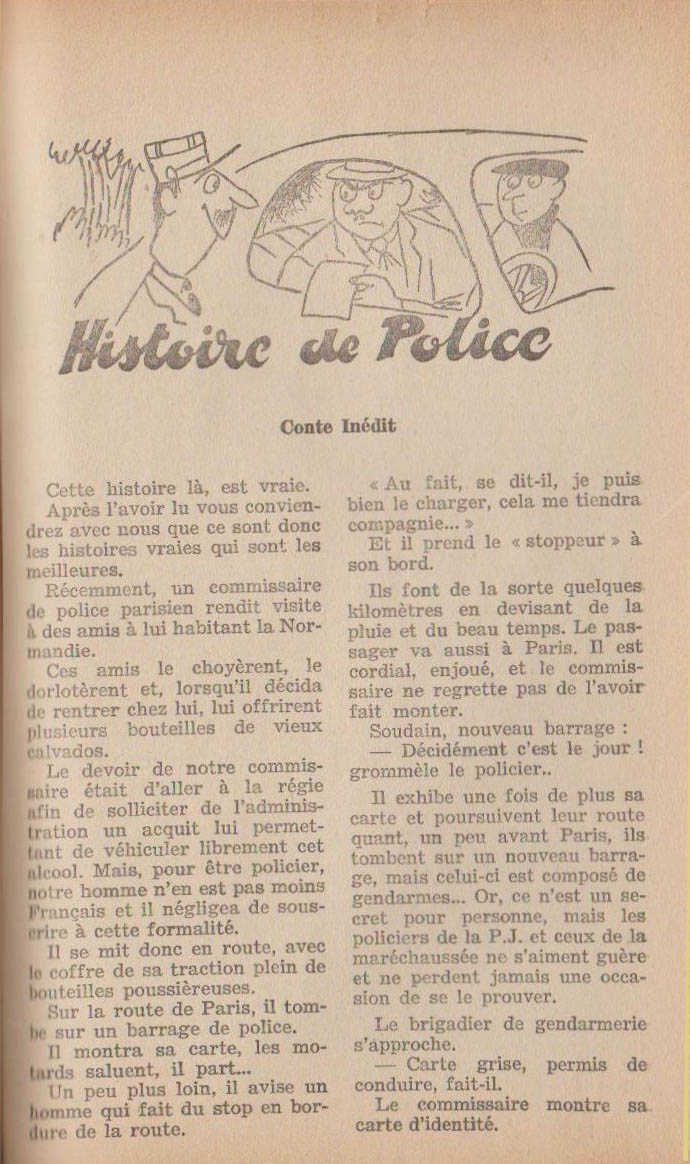 Histoire de Police
Conte Inédit
Cette histoire là, est vraie.
Après l'avoir lu vous convien-
drez avec nous que ce sont donc
les histoires vraies qui sont les
meilleures.
Récemment, un commissaire
de police parisien rendit visite
à des amis à lui habitant la Nor-
mandie.
Ces amis le choyèrent, le
dorlotèrent et, lorsqu'il décida
de rentrer chez lui, lui offrirent
plusieurs bouteilles de vieux
calvados.
Le devoir de notre commis-
saire était d'aller à la régie
afin de solliciter de l'adminis-
tration un acquit lui permet-
tant de véhiculer librement cet
alcool. Mais, pour être policier,
notre homme n'en est pas moins
Français et il négligea de sous-
crire à cette formalité.
Il se mit donc en route, avec
le coffre de sa traction plein de
bouteilles poussièreuses.
Sur la route de Paris, il tom-
be sur un barrage de police.
Il montra sa carte, les mo-
tards saluent, il part...
Un peu plus loin, il avise un
homme qui fait du stop en bor-
dure de la route.
« Au fait, se dit-il, je puis
bien le charger, cela me tiendra
compagnie... »
Et il prend le « stoppeur » à
son bord.
Ils font de la sorte quelques
kilomètres en devisant de la
pluie et du beau temps. Le pas-
sager va aussi à Paris. Il est
cordial, enjoué, et le commis-
saire ne regrette pas de l'avoir
fait monter.
Soudain, nouveau barrage :
— Décidément c'est le jour !
grommèle le policier..
Il exhibe une fois de plus sa
carte et poursuivent leur route
quant, un peu avant Paris, ils
tombent sur un nouveau barra-
ge, mais celui-ci est composé de
gendarmes... Or, ce n'est un se-
cret pour personne, mais les
policiers de la P.J. et ceux de la
maréchaussée ne s'aiment guère
et ne perdent jamais une occa-
sion de se le prouver.
Le brigadier de gendarmerie
s'approche.
— Carte grise, permis de
conduire, fait-il.
Le commissaire montre sa
carte d'identité.